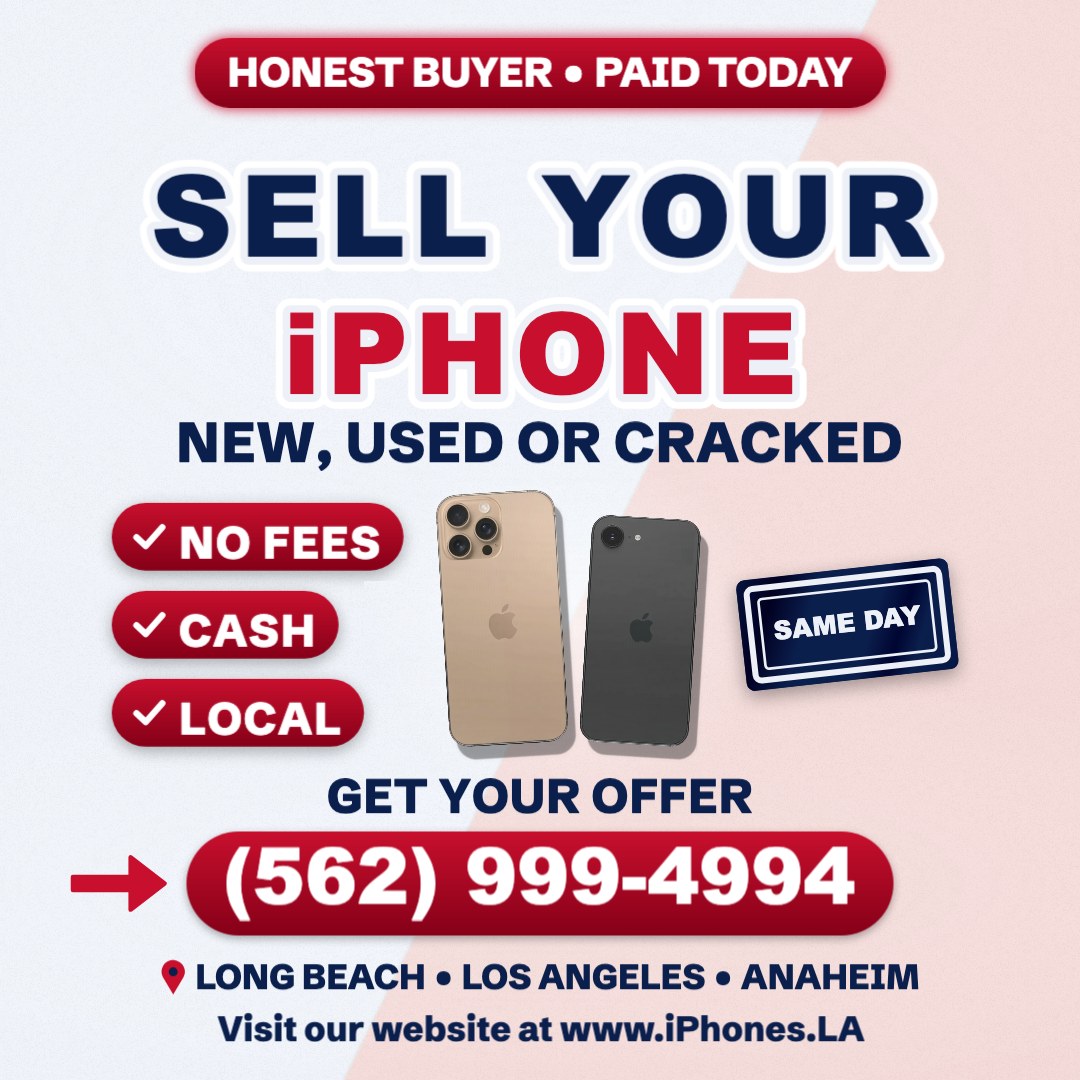 HONEST BUYER • PAID TODAY
SELL YOUR
iPHONE
NEW, USED OR CRACKED
✓ NO FEES
✓ CASH
✓ LOCAL
SAME DAY
GET YOUR OFFER
(562) 999-4994
LONG BEACH • LOS ANGELES • ANAHEIM
Visit our website at www.iPhones.LA